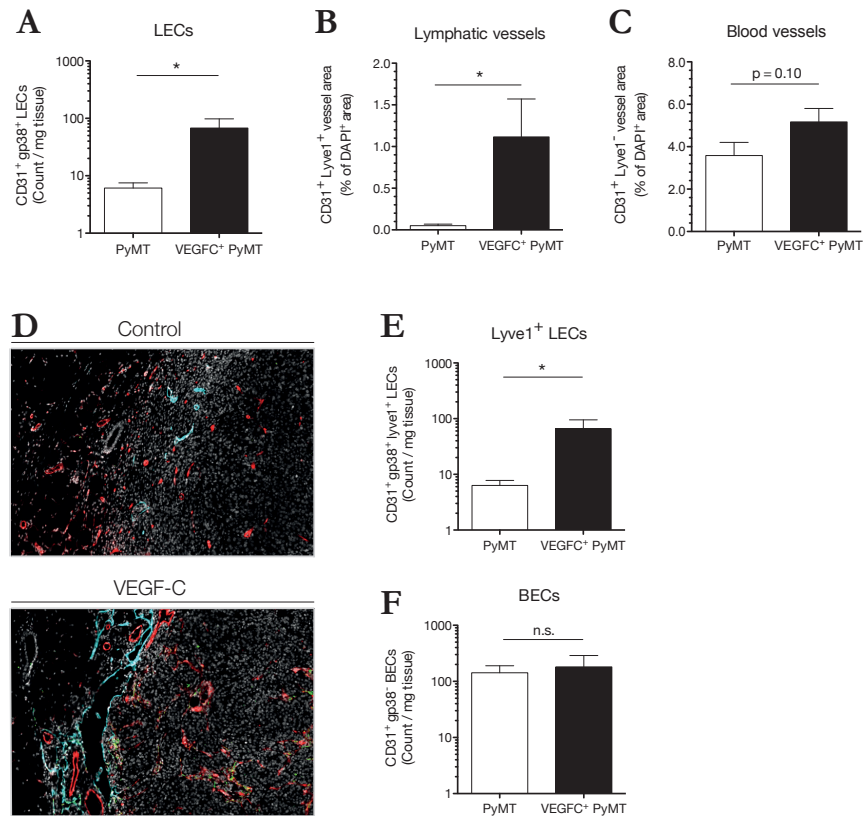 A
LECs
CD31⁺ gp38⁺ LECs
(Count / mg tissue)
1000
100
10
1
*
PyMT
VEGFC⁺ PyMT
B
Lymphatic vessels
CD31⁺ Lyve1⁺ vessel area
(% of DAPI⁺ area)
2.0
1.5
1.0
0.5
0.0
*
PyMT
VEGFC⁺ PyMT
C
Blood vessels
CD31⁺ Lyve1⁻ vessel area
(% of DAPI⁺ area)
8.0
6.0
4.0
2.0
0.0
p = 0.10
PyMT
VEGFC⁺ PyMT
D
Control
VEGF-C
E
Lyve1⁺ LECs
CD31⁺ gp38⁺ lyve1⁺ LECs
(Count / mg tissue)
1000
100
10
1
*
PyMT
VEGFC⁺ PyMT
F
BECs
CD31⁺ gp38⁻ BECs
(Count / mg tissue)
1000
100
10
1
n.s.
PyMT
VEGFC⁺ PyMT